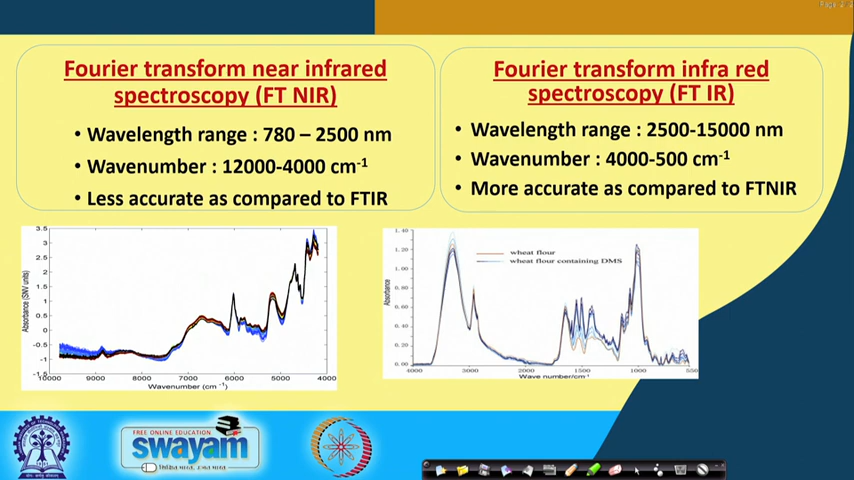 Fourier transform near infrared
spectroscopy (FT NIR)
• Wavelength range : 780 – 2500 nm
• Wavenumber : 12000-4000 cm-1
• Less accurate as compared to FTIR
Fourier transform infra red
spectroscopy (FT IR)
• Wavelength range : 2500-15000 nm
• Wavenumber : 4000-500 cm-1
• More accurate as compared to FTNIR
Absorbance (SNV units)
3.5
3
2.5
2
1.5
1
0.5
0
-0.5
-1
-1.5
10000 9000 8000 7000 6000 5000 4000
Wavenumber (cm-1)
Absorbance
1.40
1.20
1.00
0.80
0.60
0.40
0.20
0.00
wheat flour
wheat flour containing DMS
4000 3000 2000 1500 1000 550
Wave number/cm-1
FREE ONLINE EDUCATION
swayam